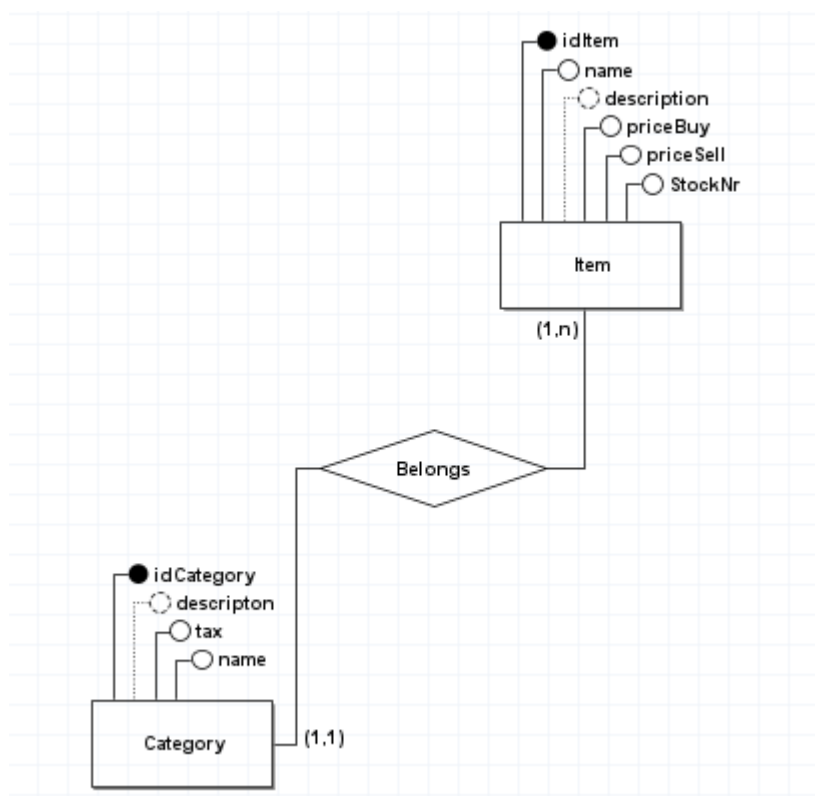 idItem
name
description
priceBuy
priceSell
StockNr
Item
(1,n)
Belongs
idCategory
descripton
tax
name
Category
(1,1)